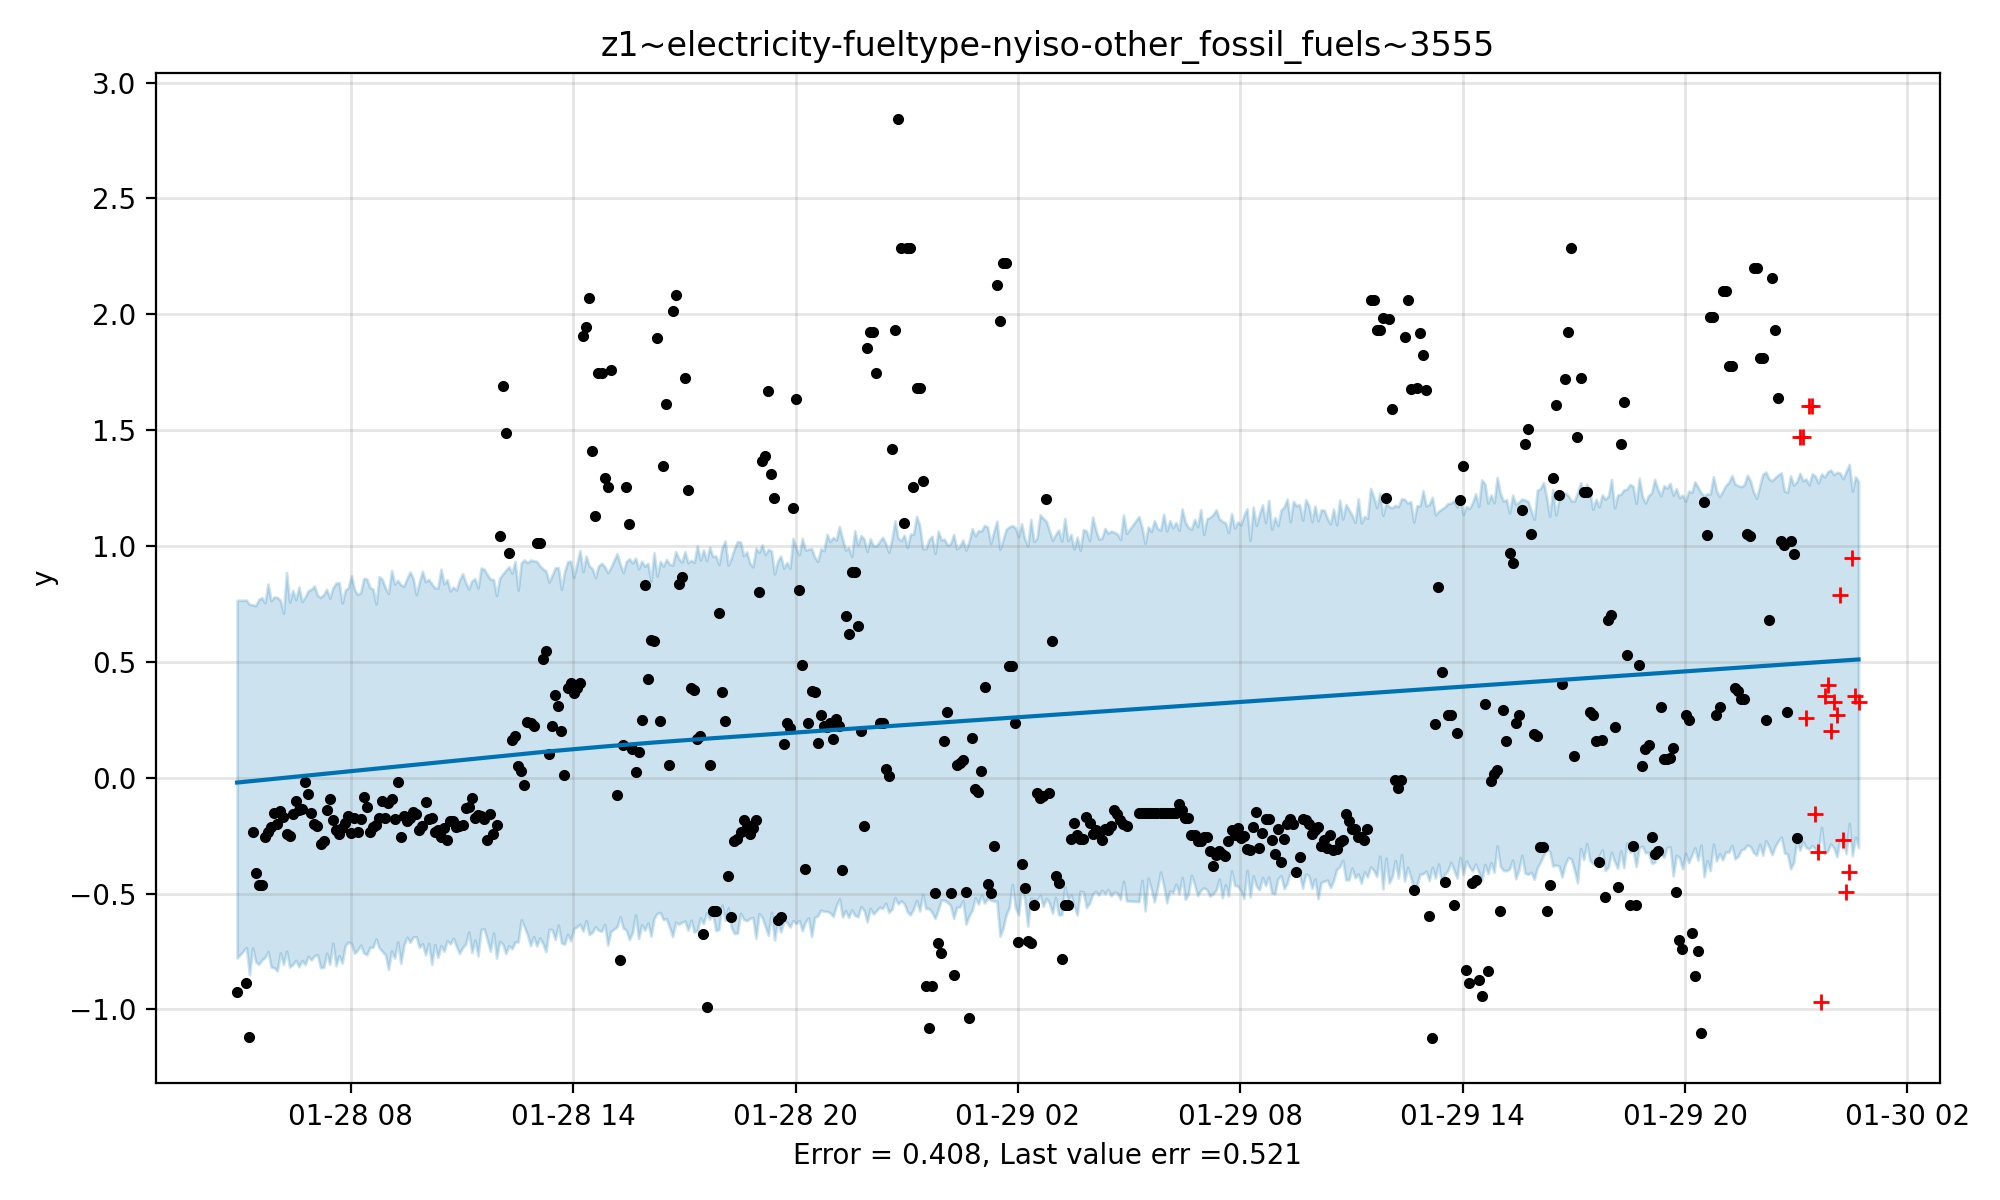 z1~electricity-fueltype-nyiso-other_fossil_fuels~3555
3.0
2.5
2.0
1.5
1.0
0.5
0.0
−0.5
−1.0
y
01-28 08 01-28 14 01-28 20 01-29 02 01-29 08 01-29 14 01-29 20 01-30 02
Error = 0.408, Last value err =0.521